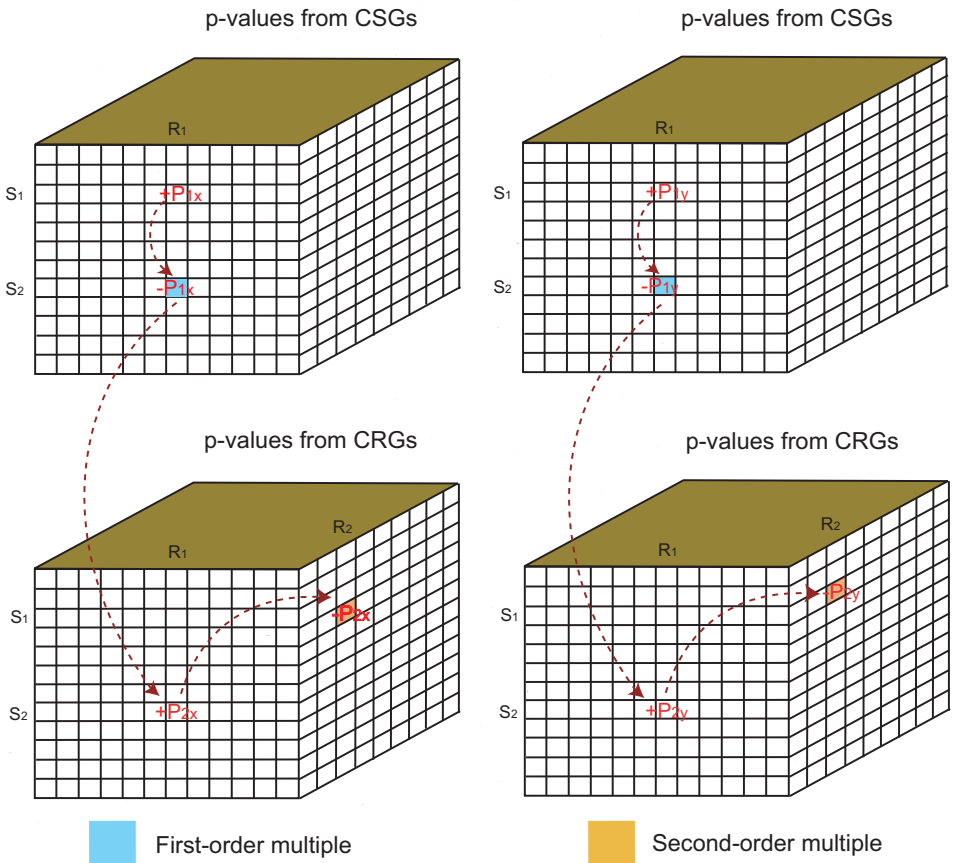 p-values from CSGs
p-values from CSGs
R1
R1
S1
+P1x
S1
+P1y
S2
-P1x
S2
-P1y
p-values from CRGs
p-values from CRGs
R2
R2
R1
R1
S1
-P2x
S1
-P2y
S2
+P2x
S2
+P2y
First-order multiple
Second-order multiple